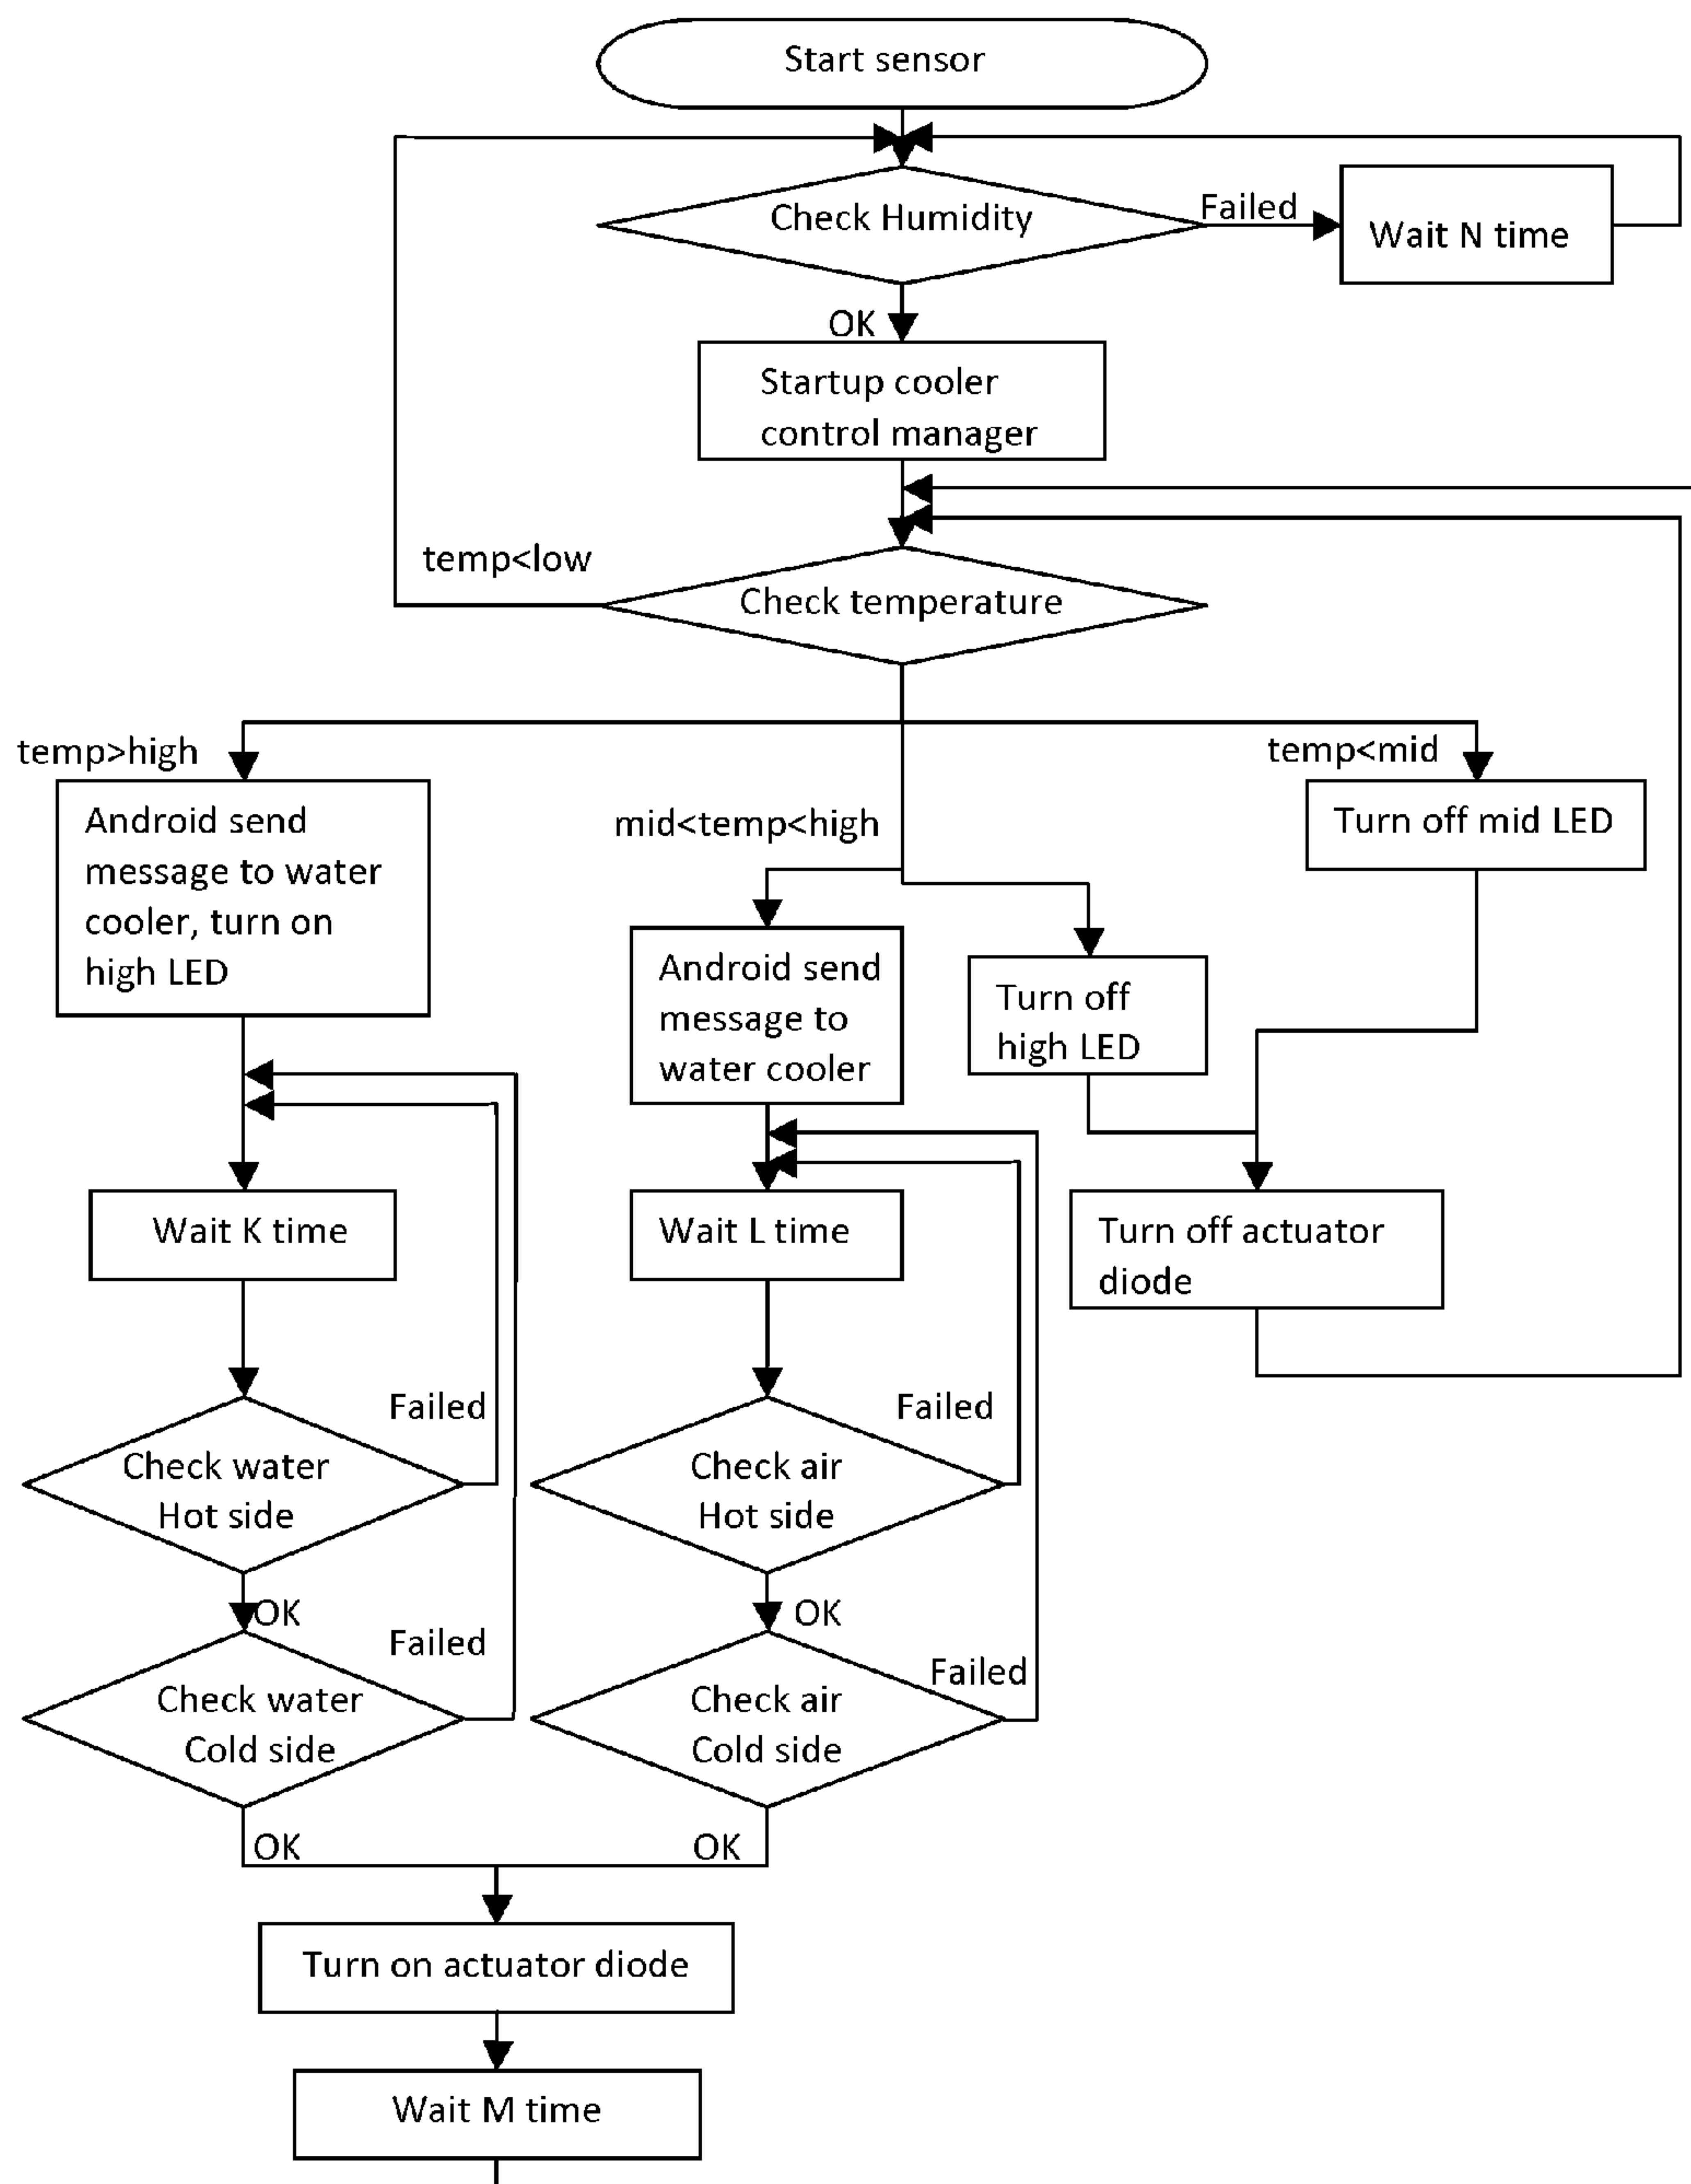 Start sensor
Check Humidity
Failed
Wait N time
OK
Startup cooler
control manager
temp<low
Check temperature
temp>high
temp<mid
Android send
message to water
cooler, turn on
high LED
mid<temp<high
Turn off mid LED
Android send
message to
water cooler
Turn off
high LED
Wait K time
Wait L time
Turn off actuator
diode
Failed
Failed
Check water
Hot side
Check air
Hot side
OK
OK
Failed
Failed
Check water
Cold side
Check air
Cold side
OK
OK
Turn on actuator diode
Wait M time